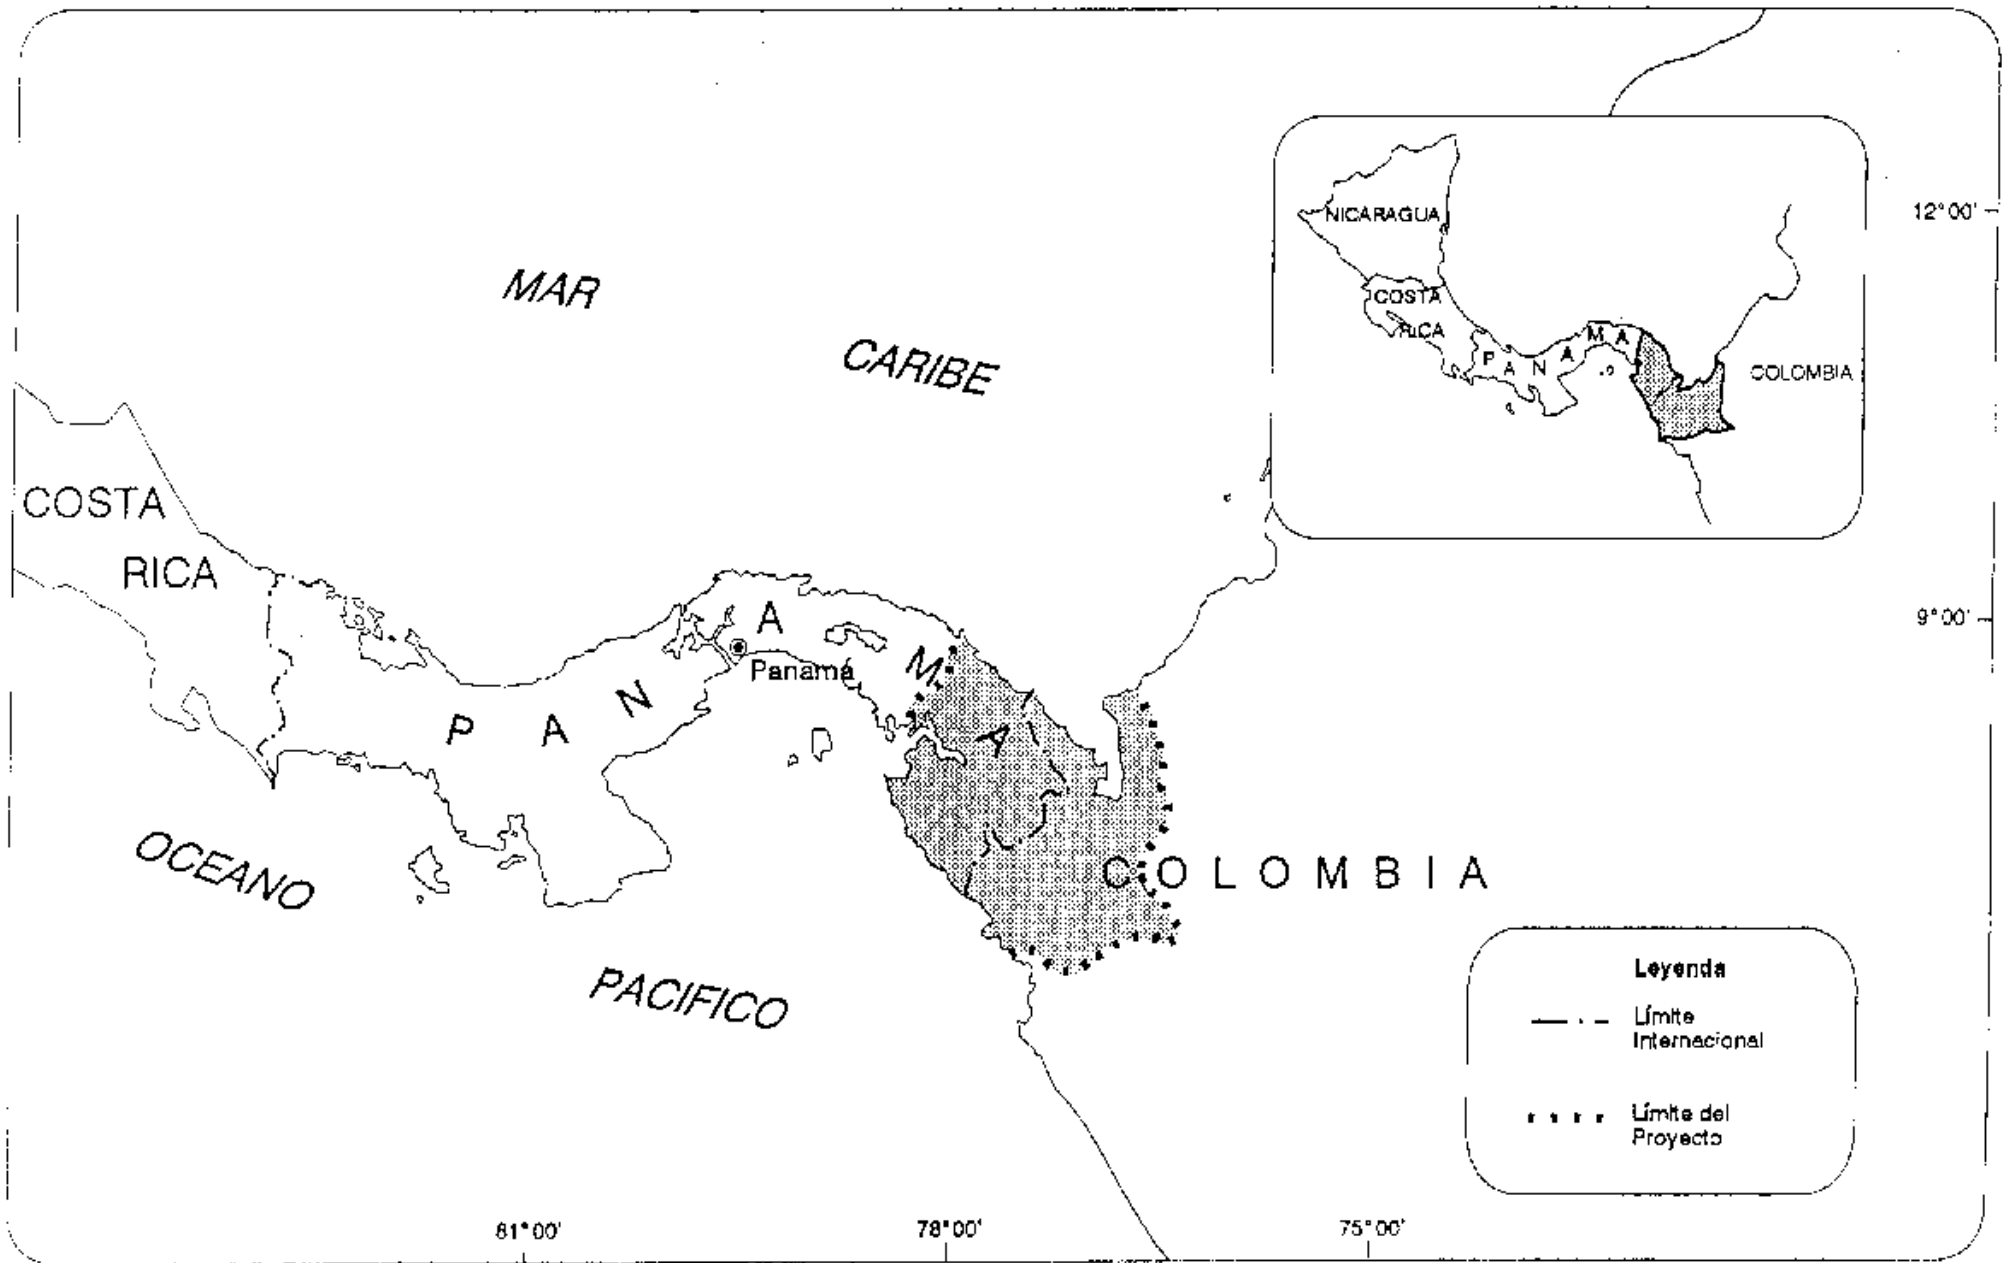 NICARAGUA
COSTA
RICA
P A N A M A
COLOMBIA
12°00'
MAR
CARIBE
COSTA
RICA
9°00'
P A N A M A
Panamá
OCEANO
PACIFICO
COLOMBIA
Leyenda
Límite
Internacional
Límite del
Proyecto
81°00'
78°00'
75°00'